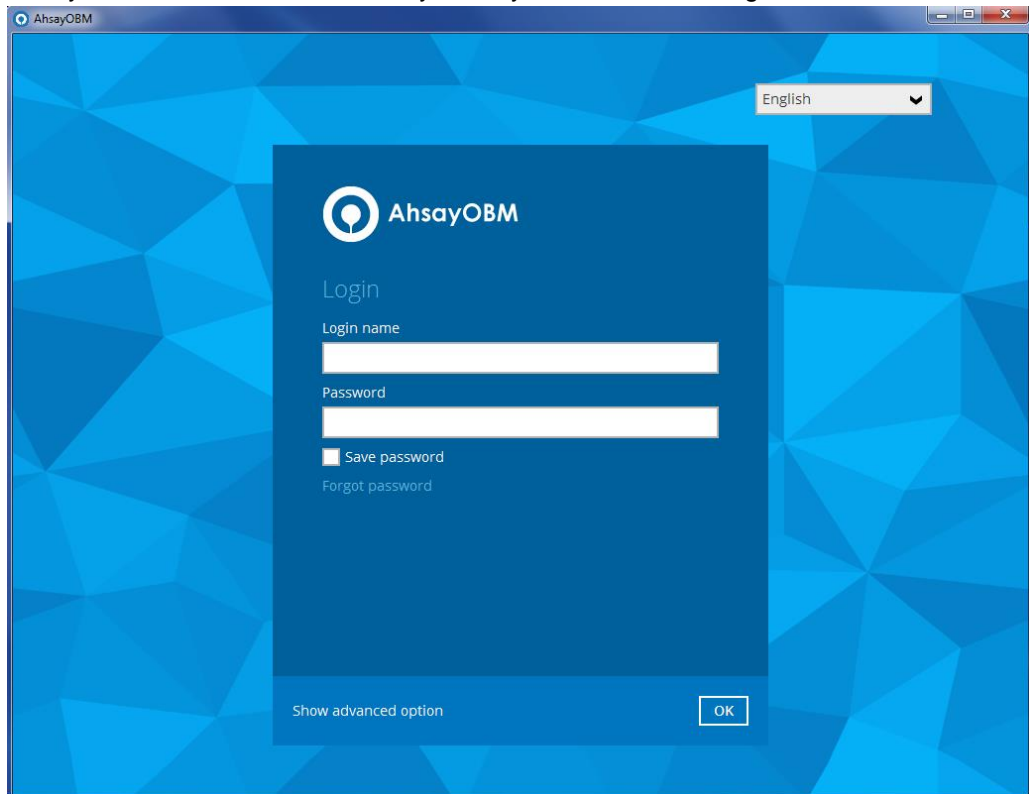 AhsayOBM
English
AhsayOBM
Login
Login name
Password
Save password
Forgot password
Show advanced option
OK